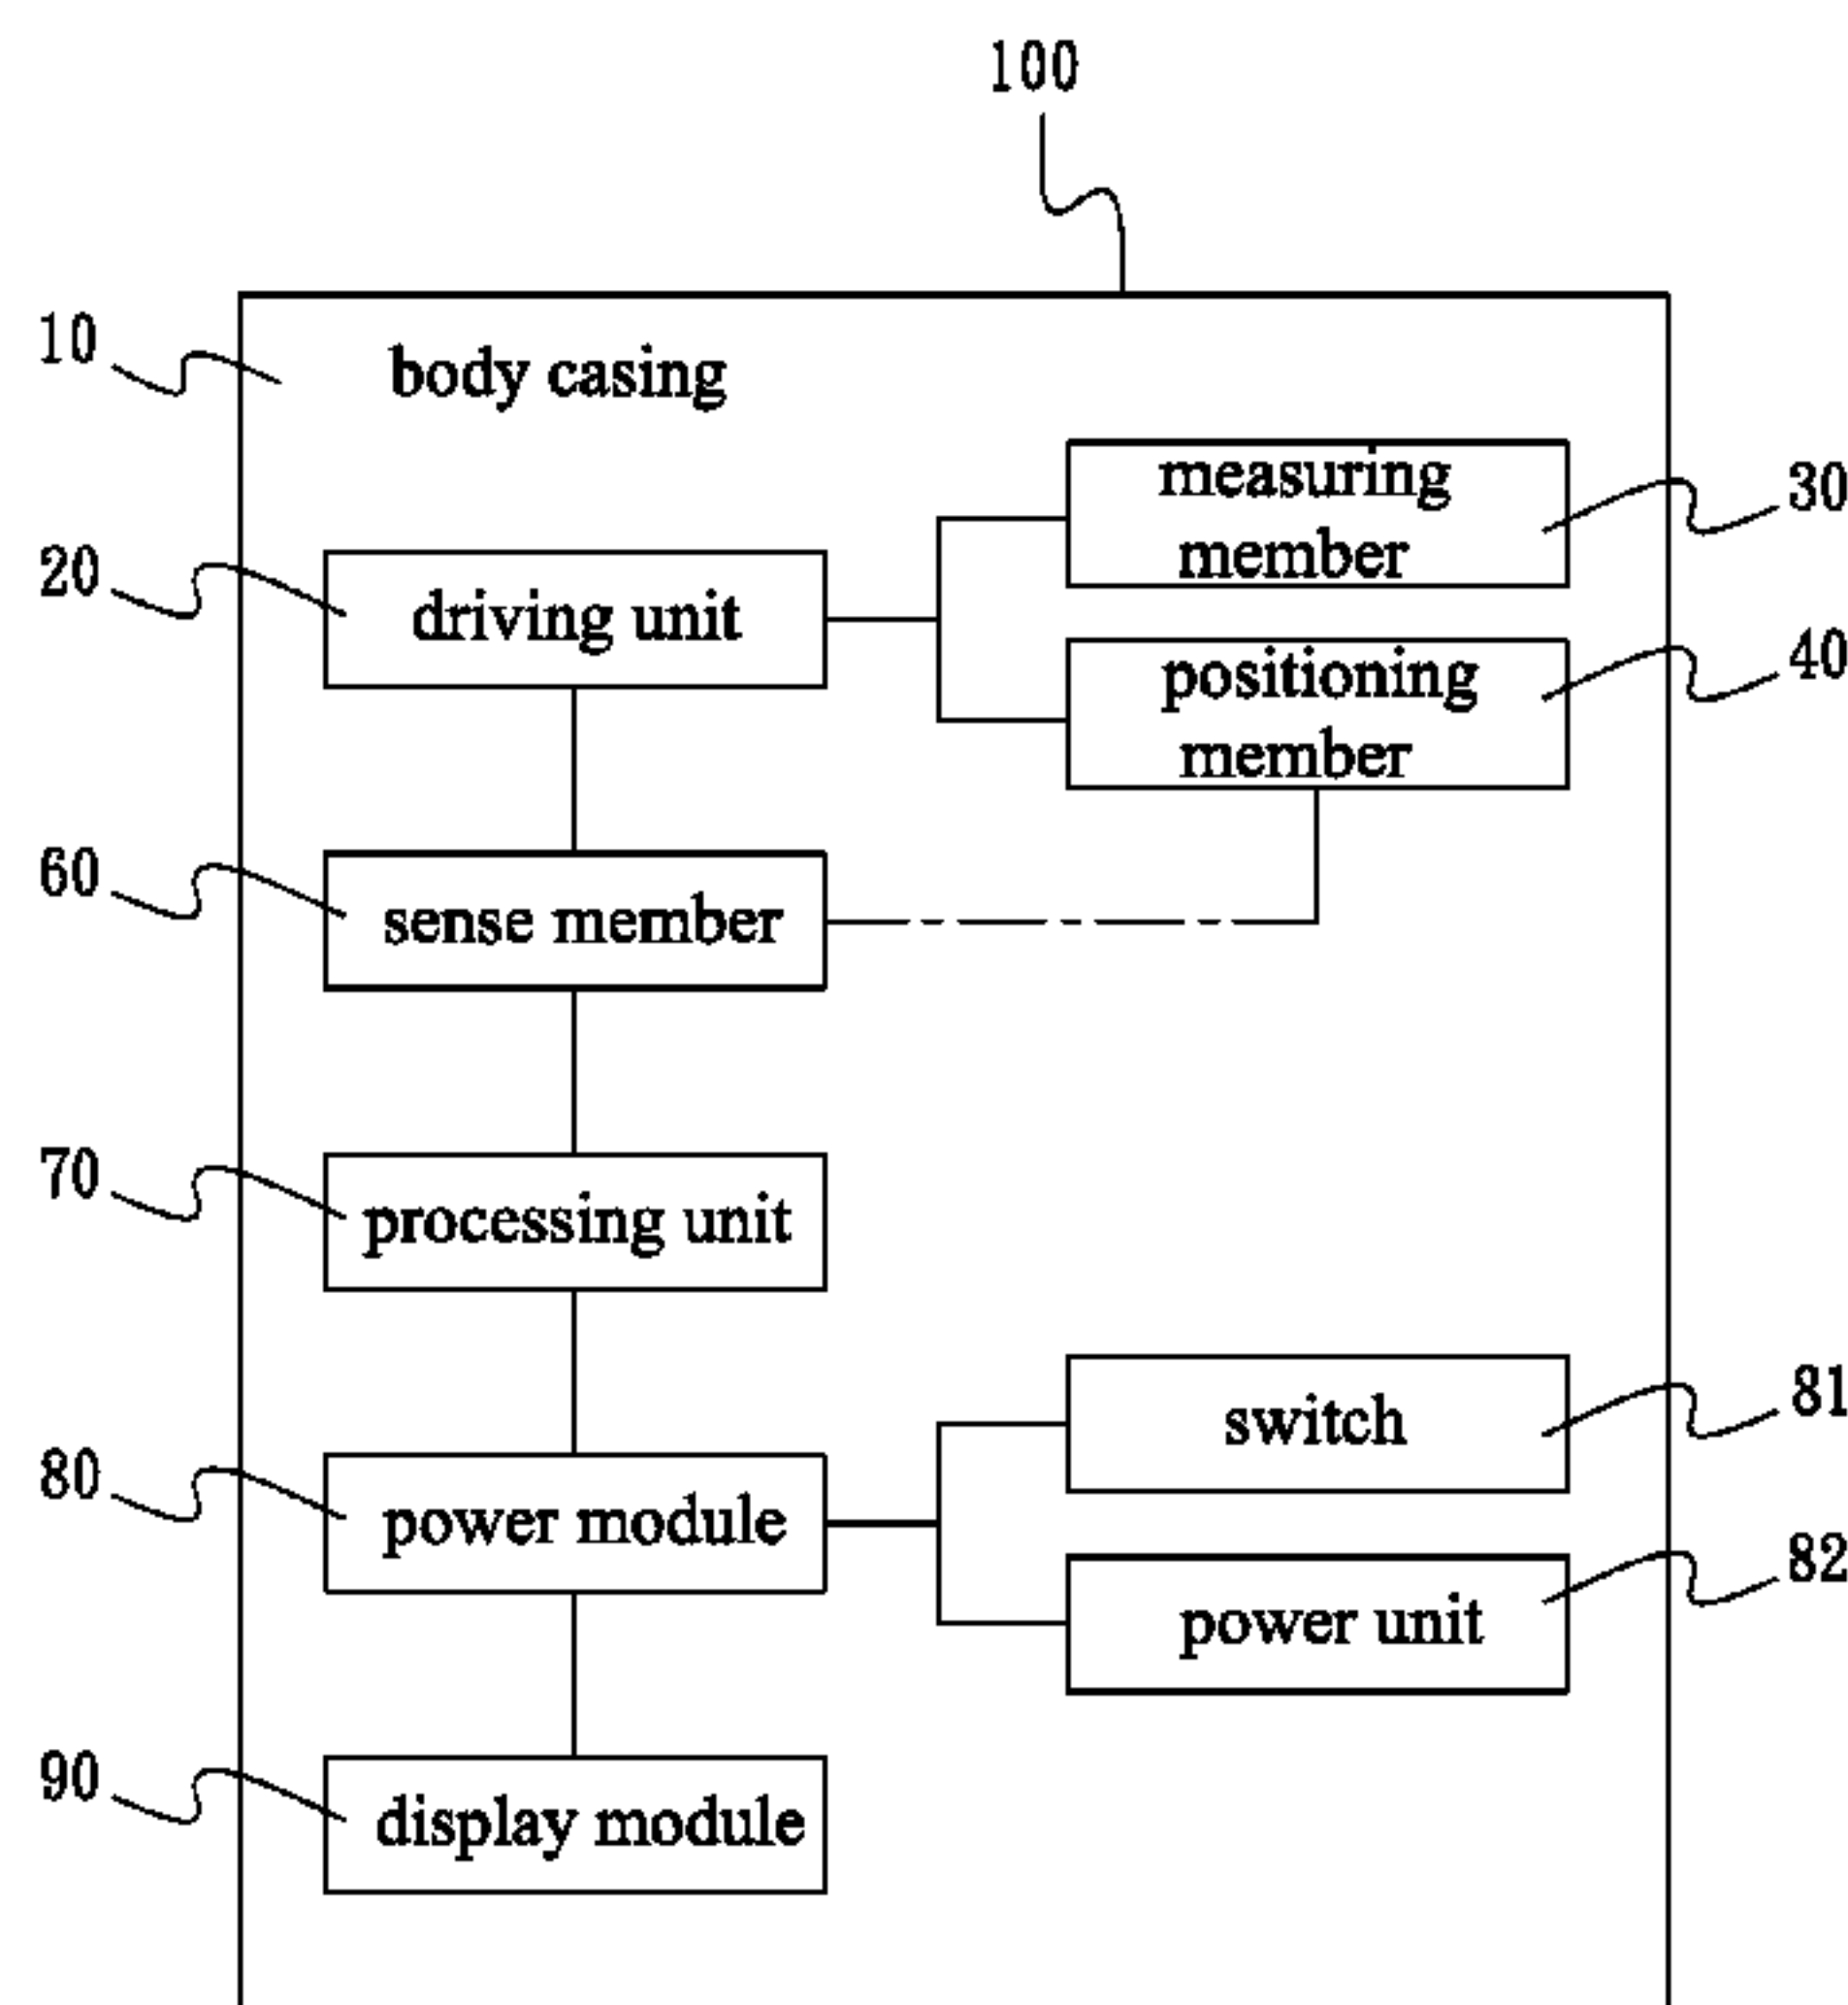 100
10
body casing
measuring
member
30
20
driving unit
positioning
member
40
60
sense member
70
processing unit
switch
81
80
power module
power unit
82
90
display module